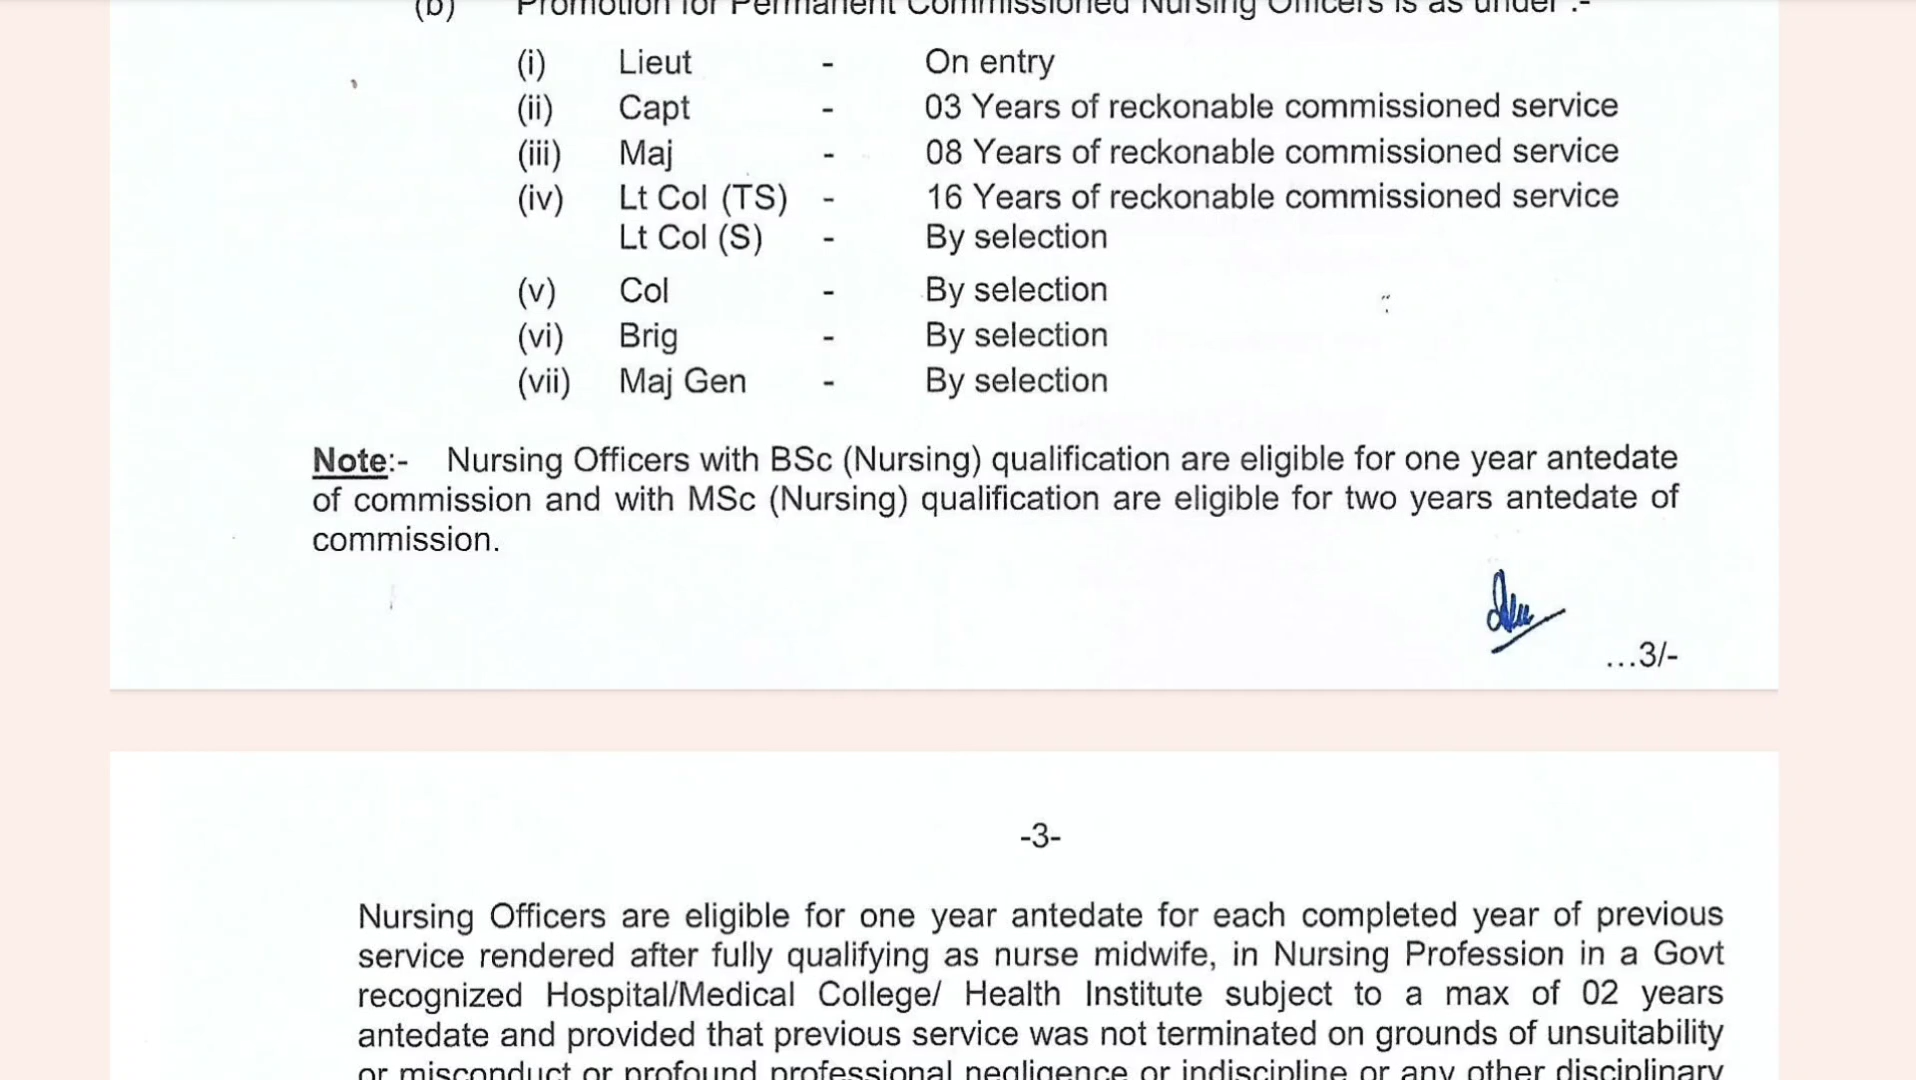 (b) Promotion for Permanent Commissioned Nursing Officers is as under :-
(i) Lieut - On entry
(ii) Capt - 03 Years of reckonable commissioned service
(iii) Maj - 08 Years of reckonable commissioned service
(iv) Lt Col (TS) - 16 Years of reckonable commissioned service
Lt Col (S) - By selection
(v) Col - By selection
(vi) Brig - By selection
(vii) Maj Gen - By selection
Note:- Nursing Officers with BSc (Nursing) qualification are eligible for one year antedate
of commission and with MSc (Nursing) qualification are eligible for two years antedate of
commission.
...3/-
-3-
Nursing Officers are eligible for one year antedate for each completed year of previous
service rendered after fully qualifying as nurse midwife, in Nursing Profession in a Govt
recognized Hospital/Medical College/ Health Institute subject to a max of 02 years
antedate and provided that previous service was not terminated on grounds of unsuitability
or misconduct or profound professional negligence or indiscipline or any other disciplinary